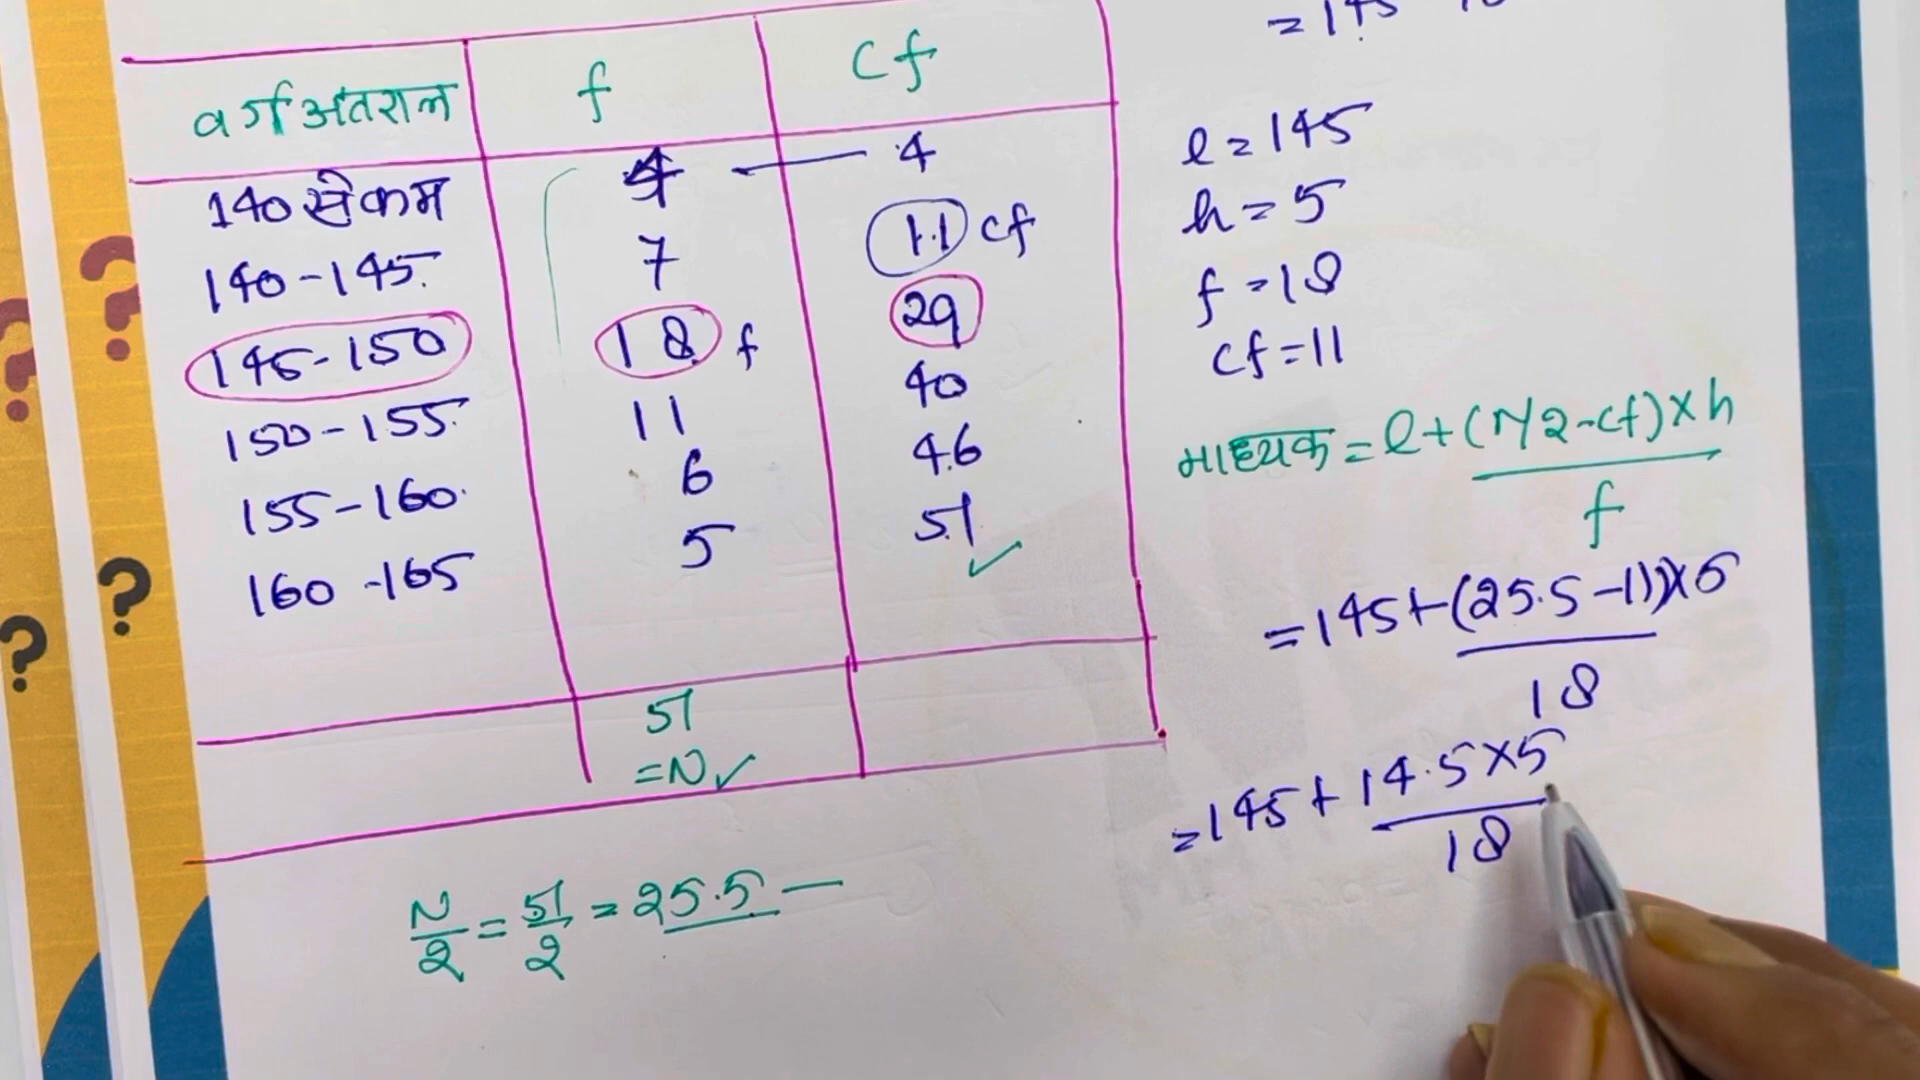 वर्ग अंतराल f cf
140 से कम 4 4
140-145 7 11 cf
145-150 18 f 29
150-155 11 40
155-160 6 46
160-165 5 51
51
=N
N/2 = 51/2 = 25.5
l=145
h=5
f=18
cf=11
माध्यक = l+(N/2-cf)×h/f
=145+(25.5-11)×5/18
=145+14.5×5/18